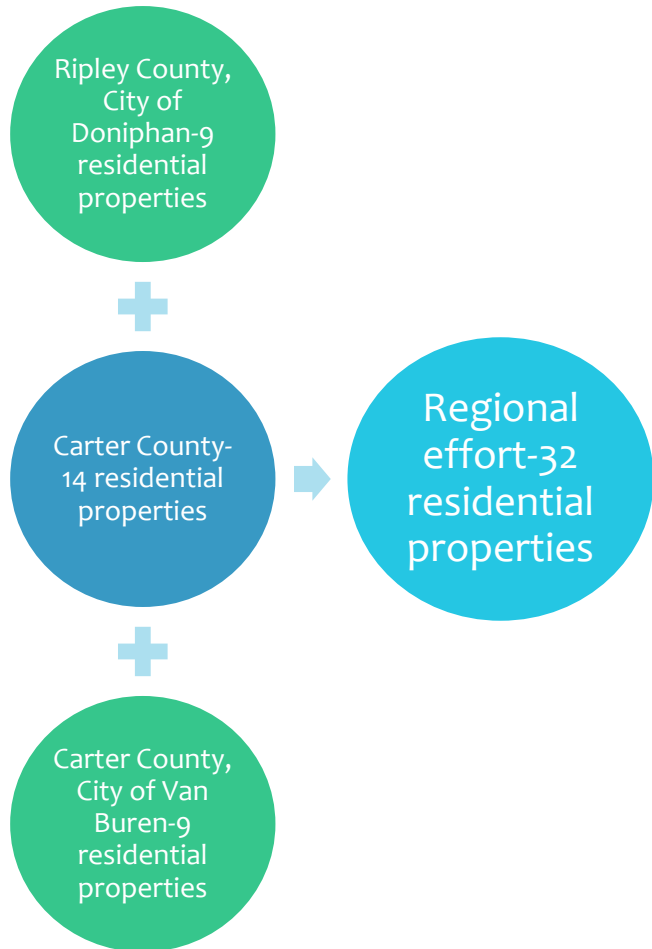 Ripley County,
City of
Doniphan-9
residential
properties
Carter County-
14 residential
properties
Carter County,
City of Van
Buren-9
residential
properties
Regional
effort-32
residential
properties